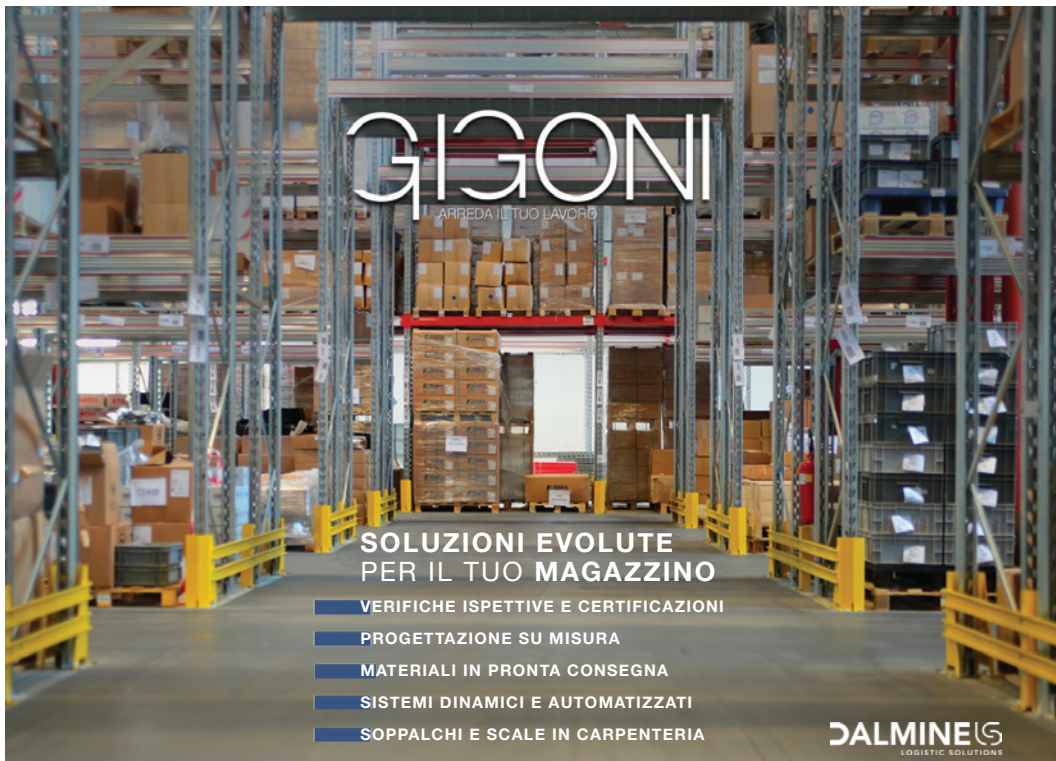 GIGONI
ARREDA IL TUO LAVORO
SOLUZIONI EVOLUTE
PER IL TUO MAGAZZINO
VERIFICHE ISPETTIVE E CERTIFICAZIONI
PROGETTAZIONE SU MISURA
MATERIALI IN PRONTA CONSEGNA
SISTEMI DINAMICI E AUTOMATIZZATI
SOPPALCHI E SCALE IN CARPENTERIA
DALMINE LS
LOGISTIC SOLUTIONS